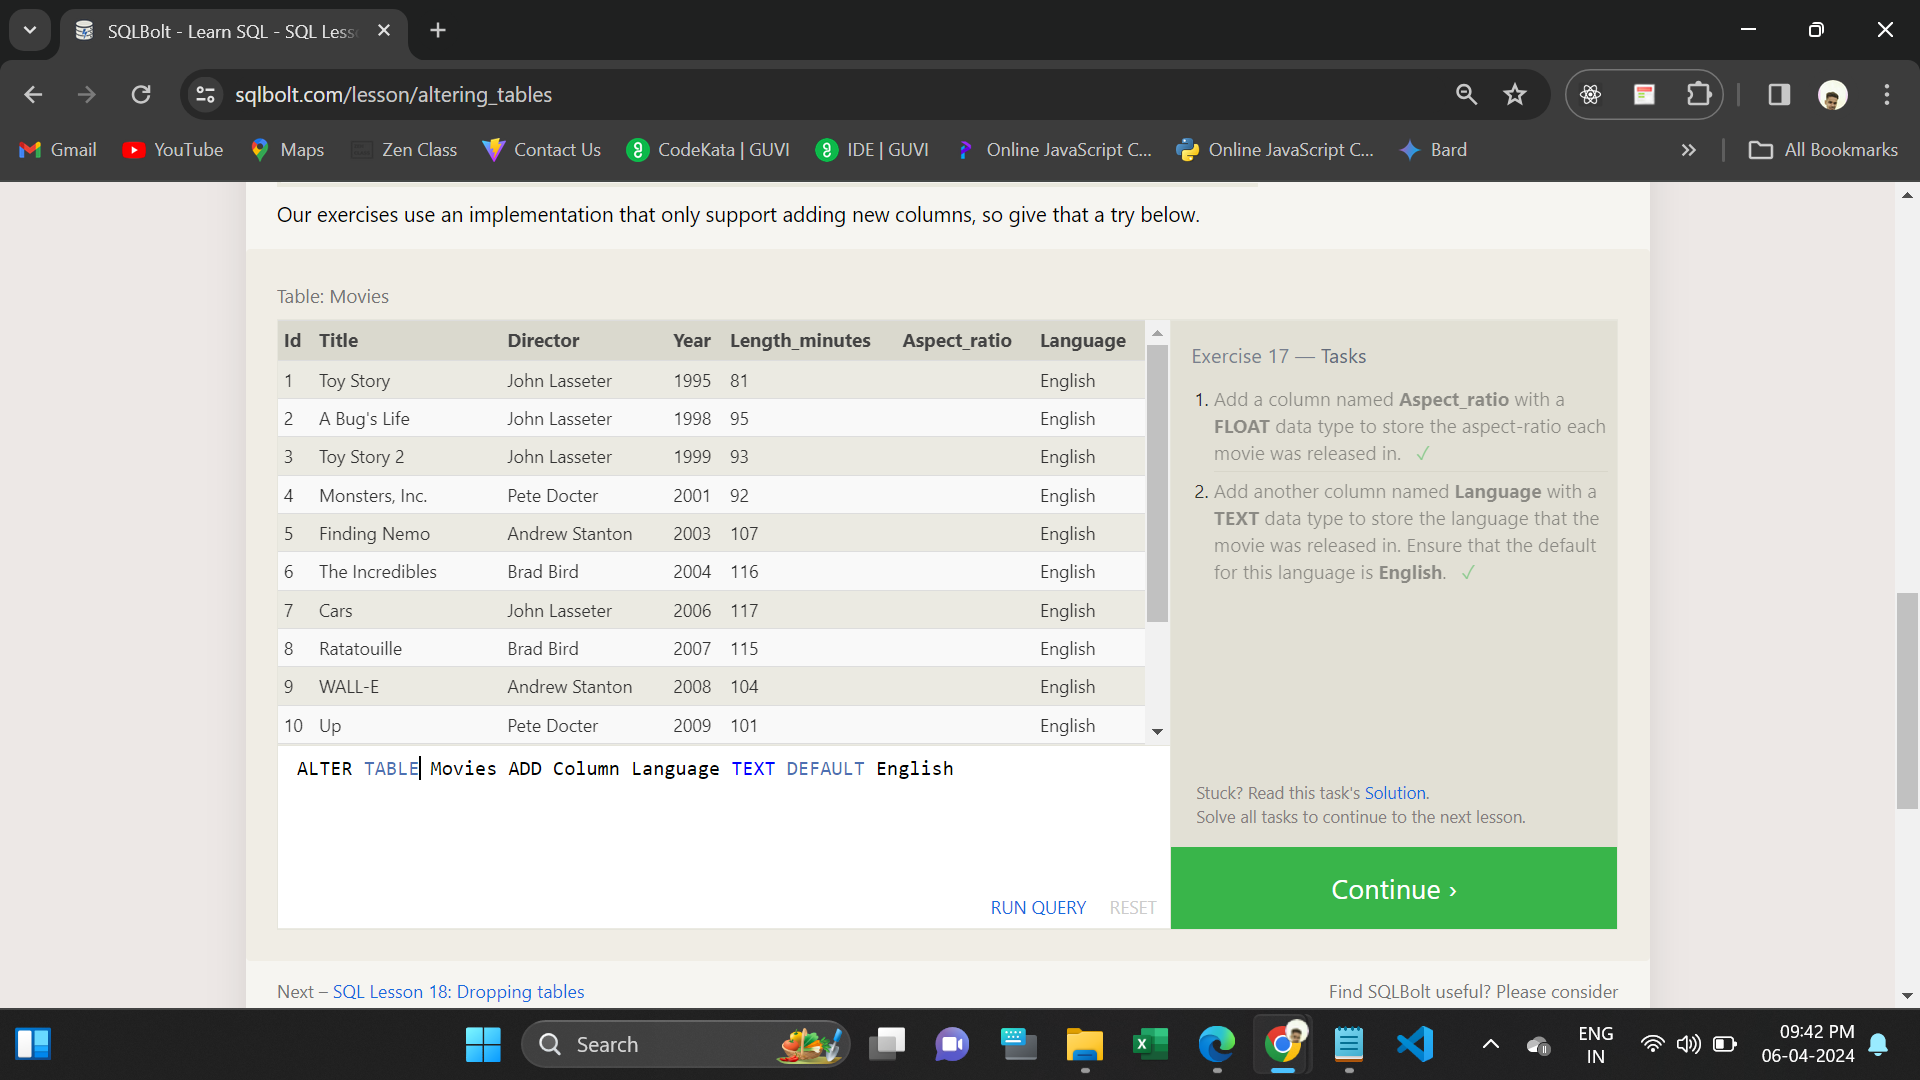 SQLBolt - Learn SQL - SQL Less
sqlbolt.com/lesson/altering_tables
Gmail YouTube Maps Zen Class Contact Us CodeKata | GUVI IDE | GUVI Online JavaScript C... Online JavaScript C... Bard All Bookmarks
Our exercises use an implementation that only support adding new columns, so give that a try below.
Table: Movies
Id Title Director Year Length_minutes Aspect_ratio Language
1 Toy Story John Lasseter 1995 81 English
2 A Bug's Life John Lasseter 1998 95 English
3 Toy Story 2 John Lasseter 1999 93 English
4 Monsters, Inc. Pete Docter 2001 92 English
5 Finding Nemo Andrew Stanton 2003 107 English
6 The Incredibles Brad Bird 2004 116 English
7 Cars John Lasseter 2006 117 English
8 Ratatouille Brad Bird 2007 115 English
9 WALL-E Andrew Stanton 2008 104 English
10 Up Pete Docter 2009 101 English
ALTER TABLE Movies ADD Column Language TEXT DEFAULT English
RUN QUERY RESET
Exercise 17 — Tasks
1. Add a column named Aspect_ratio with a
FLOAT data type to store the aspect-ratio each
movie was released in. ✓
2. Add another column named Language with a
TEXT data type to store the language that the
movie was released in. Ensure that the default
for this language is English. ✓
Stuck? Read this task's Solution.
Solve all tasks to continue to the next lesson.
Continue ›
Next – SQL Lesson 18: Dropping tables
Find SQLBolt useful? Please consider
Search
ENG
IN
09:42 PM
06-04-2024